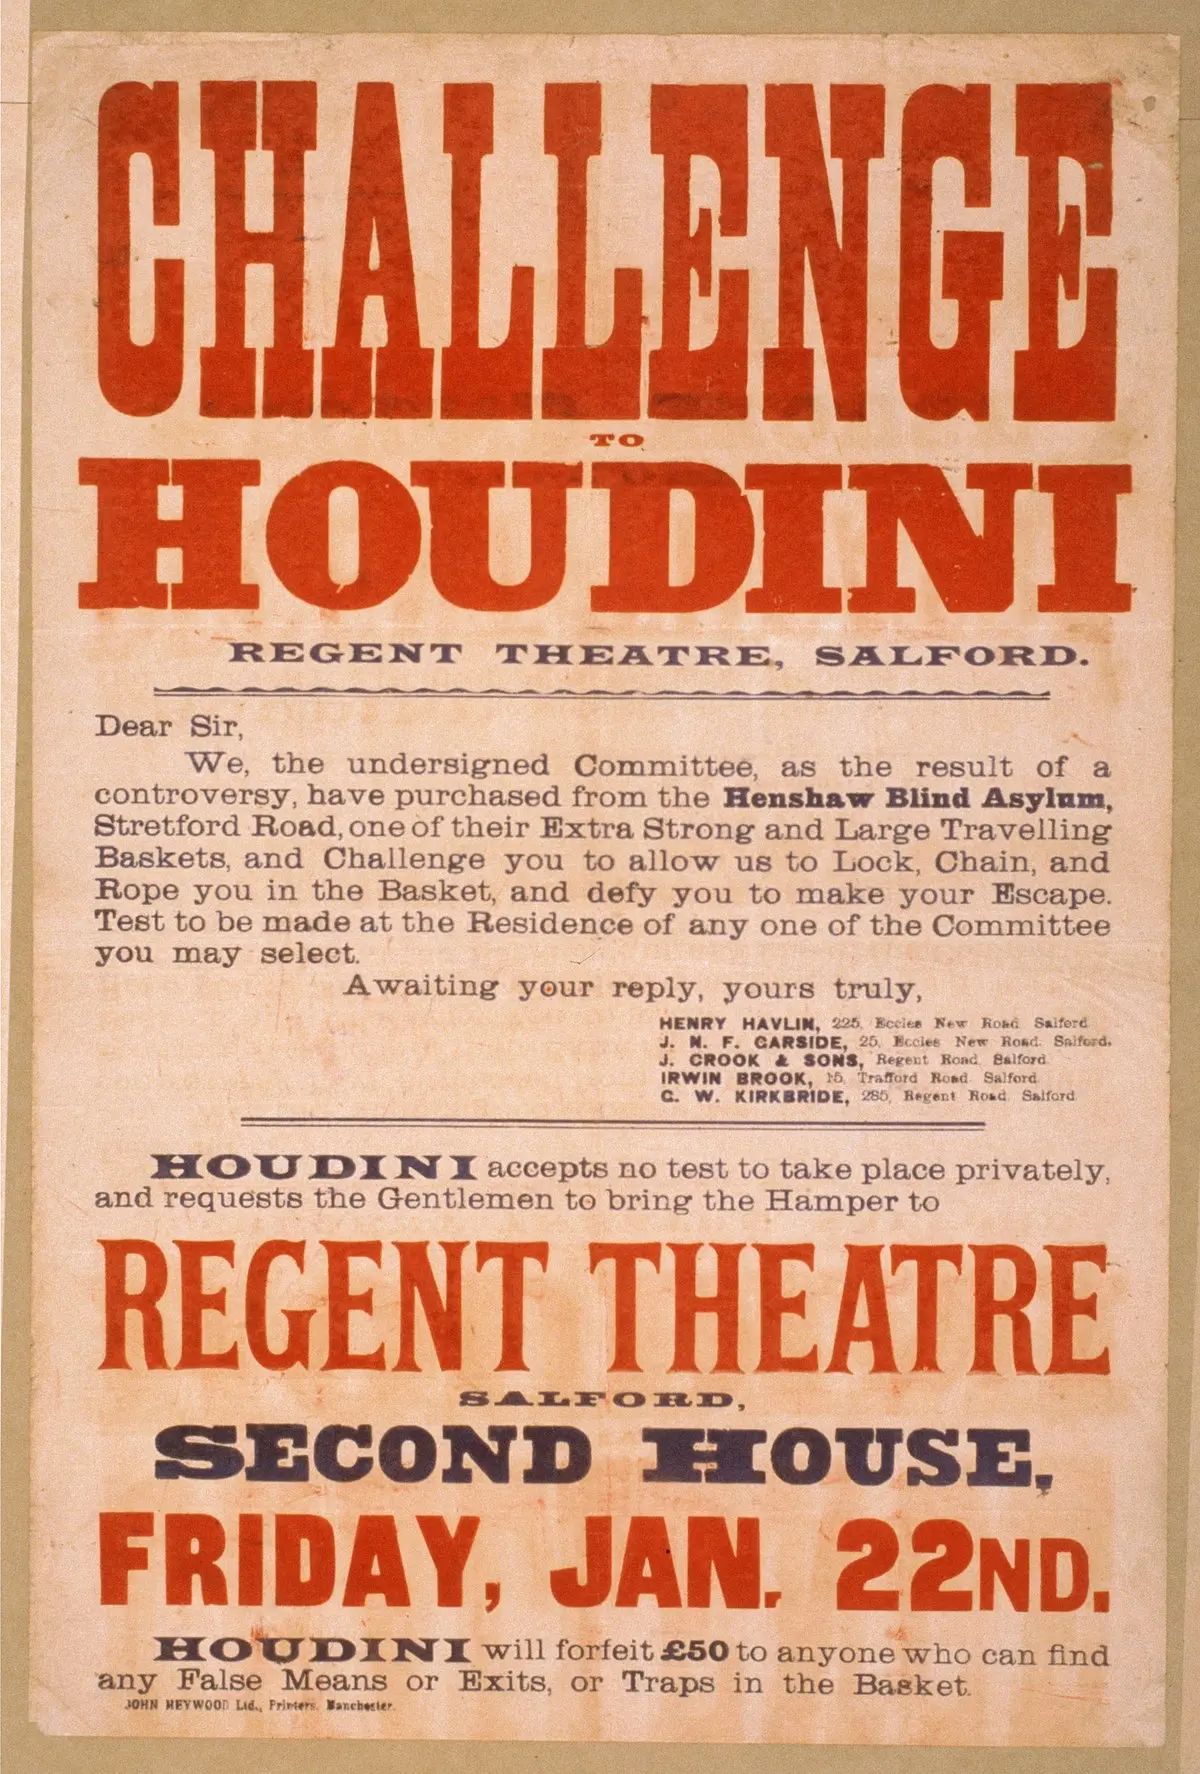 CHALLENGE
TO
HOUDINI
REGENT THEATRE, SALFORD.
Dear Sir,
We, the undersigned Committee, as the result of a
controversy, have purchased from the Henshaw Blind Asylum,
Stretford Road, one of their Extra Strong and Large Travelling
Baskets, and Challenge you to allow us to Lock, Chain, and
Rope you in the Basket, and defy you to make your Escape.
Test to be made at the Residence of any one of the Committee
you may select.
Awaiting your reply, yours truly,
HENRY HAVLIN, 225, Eccles New Road Salford
J. N. F. GARSIDE, 25, Eccles New Road. Salford.
J. CROOK & SONS, Regent Road, Salford
IRWIN BROOK, 15, Trafford Road Salford
C. W. KIRKBRIDE, 285, Regent Road, Salford
HOUDINI accepts no test to take place privately,
and requests the Gentlemen to bring the Hamper to
REGENT THEATRE
SALFORD,
SECOND HOUSE,
FRIDAY, JAN. 22ND.
HOUDINI will forfeit £50 to anyone who can find
any False Means or Exits, or Traps in the Basket.
JOHN HEYWOOD Ltd., Printers, Manchester.